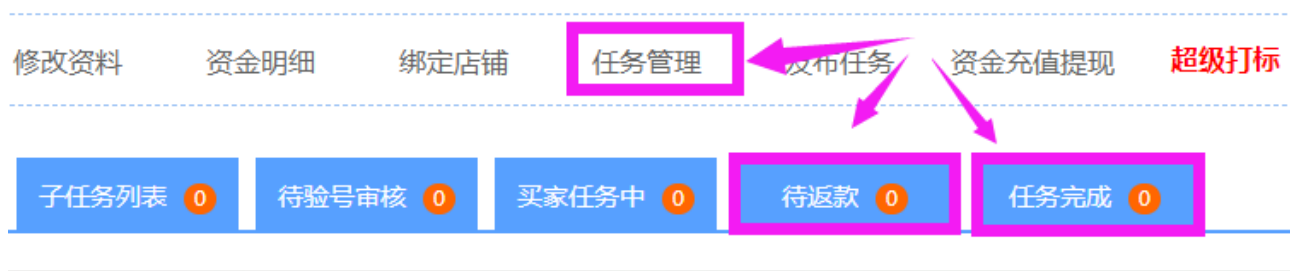 修改资料 资金明细 绑定店铺 任务管理 发布任务 资金充值提现 超级打标
子任务列表 0 待验号审核 0 买家任务中 0 待返款 0 任务完成 0